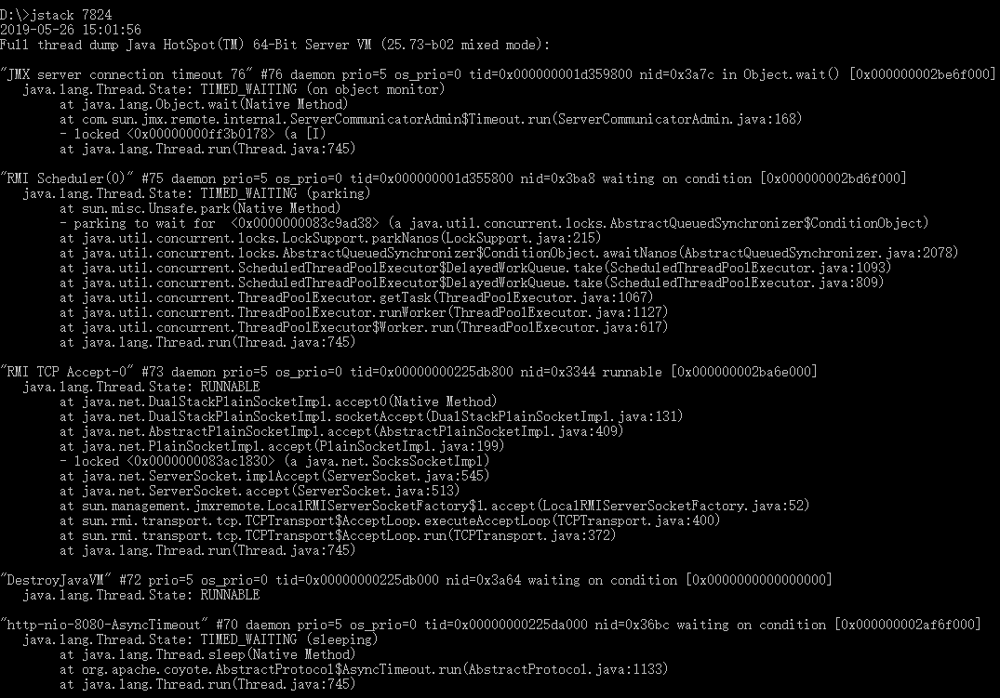 D:\>jstack 7824
2019-05-26 15:01:56
Full thread dump Java HotSpot(TM) 64-Bit Server VM (25.73-b02 mixed mode):
"JMX server connection timeout 76" #76 daemon prio=5 os_prio=0 tid=0x000000001d359800 nid=0x3a7c in Object.wait() [0x000000002be6f000]
java.lang.Thread.State: TIMED_WAITING (on object monitor)
at java.lang.Object.wait(Native Method)
at com.sun.jmx.remote.internal.ServerCommunicatorAdmin$Timeout.run(ServerCommunicatorAdmin.java:168)
- locked <0x00000000ff3b0178> (a [I)
at java.lang.Thread.run(Thread.java:745)
"RMI Scheduler(0)" #75 daemon prio=5 os_prio=0 tid=0x000000001d355800 nid=0x3ba8 waiting on condition [0x000000002bd6f000]
java.lang.Thread.State: TIMED_WAITING (parking)
at sun.misc.Unsafe.park(Native Method)
- parking to wait for  <0x0000000083c9ad38> (a java.util.concurrent.locks.AbstractQueuedSynchronizer$ConditionObject)
at java.util.concurrent.locks.LockSupport.parkNanos(LockSupport.java:215)
at java.util.concurrent.locks.AbstractQueuedSynchronizer$ConditionObject.awaitNanos(AbstractQueuedSynchronizer.java:2078)
at java.util.concurrent.ScheduledThreadPoolExecutor$DelayedWorkQueue.take(ScheduledThreadPoolExecutor.java:1093)
at java.util.concurrent.ScheduledThreadPoolExecutor$DelayedWorkQueue.take(ScheduledThreadPoolExecutor.java:809)
at java.util.concurrent.ThreadPoolExecutor.getTask(ThreadPoolExecutor.java:1067)
at java.util.concurrent.ThreadPoolExecutor.runWorker(ThreadPoolExecutor.java:1127)
at java.util.concurrent.ThreadPoolExecutor$Worker.run(ThreadPoolExecutor.java:617)
at java.lang.Thread.run(Thread.java:745)
"RMI TCP Accept-0" #73 daemon prio=5 os_prio=0 tid=0x00000000225db800 nid=0x3344 runnable [0x000000002ba6e000]
java.lang.Thread.State: RUNNABLE
at java.net.DualStackPlainSocketImpl.accept0(Native Method)
at java.net.DualStackPlainSocketImpl.socketAccept(DualStackPlainSocketImpl.java:131)
at java.net.AbstractPlainSocketImpl.accept(AbstractPlainSocketImpl.java:409)
at java.net.PlainSocketImpl.accept(PlainSocketImpl.java:199)
- locked <0x0000000083ac1830> (a java.net.SocksSocketImpl)
at java.net.ServerSocket.implAccept(ServerSocket.java:545)
at java.net.ServerSocket.accept(ServerSocket.java:513)
at sun.management.jmxremote.LocalRMIServerSocketFactory$1.accept(LocalRMIServerSocketFactory.java:52)
at sun.rmi.transport.tcp.TCPTransport$AcceptLoop.executeAcceptLoop(TCPTransport.java:400)
at sun.rmi.transport.tcp.TCPTransport$AcceptLoop.run(TCPTransport.java:372)
at java.lang.Thread.run(Thread.java:745)
"DestroyJavaVM" #72 prio=5 os_prio=0 tid=0x00000000225db000 nid=0x3a64 waiting on condition [0x0000000000000000]
java.lang.Thread.State: RUNNABLE
"http-nio-8080-AsyncTimeout" #70 daemon prio=5 os_prio=0 tid=0x00000000225da000 nid=0x36bc waiting on condition [0x000000002af6f000]
java.lang.Thread.State: TIMED_WAITING (sleeping)
at java.lang.Thread.sleep(Native Method)
at org.apache.coyote.AbstractProtocol$AsyncTimeout.run(AbstractProtocol.java:1133)
at java.lang.Thread.run(Thread.java:745)